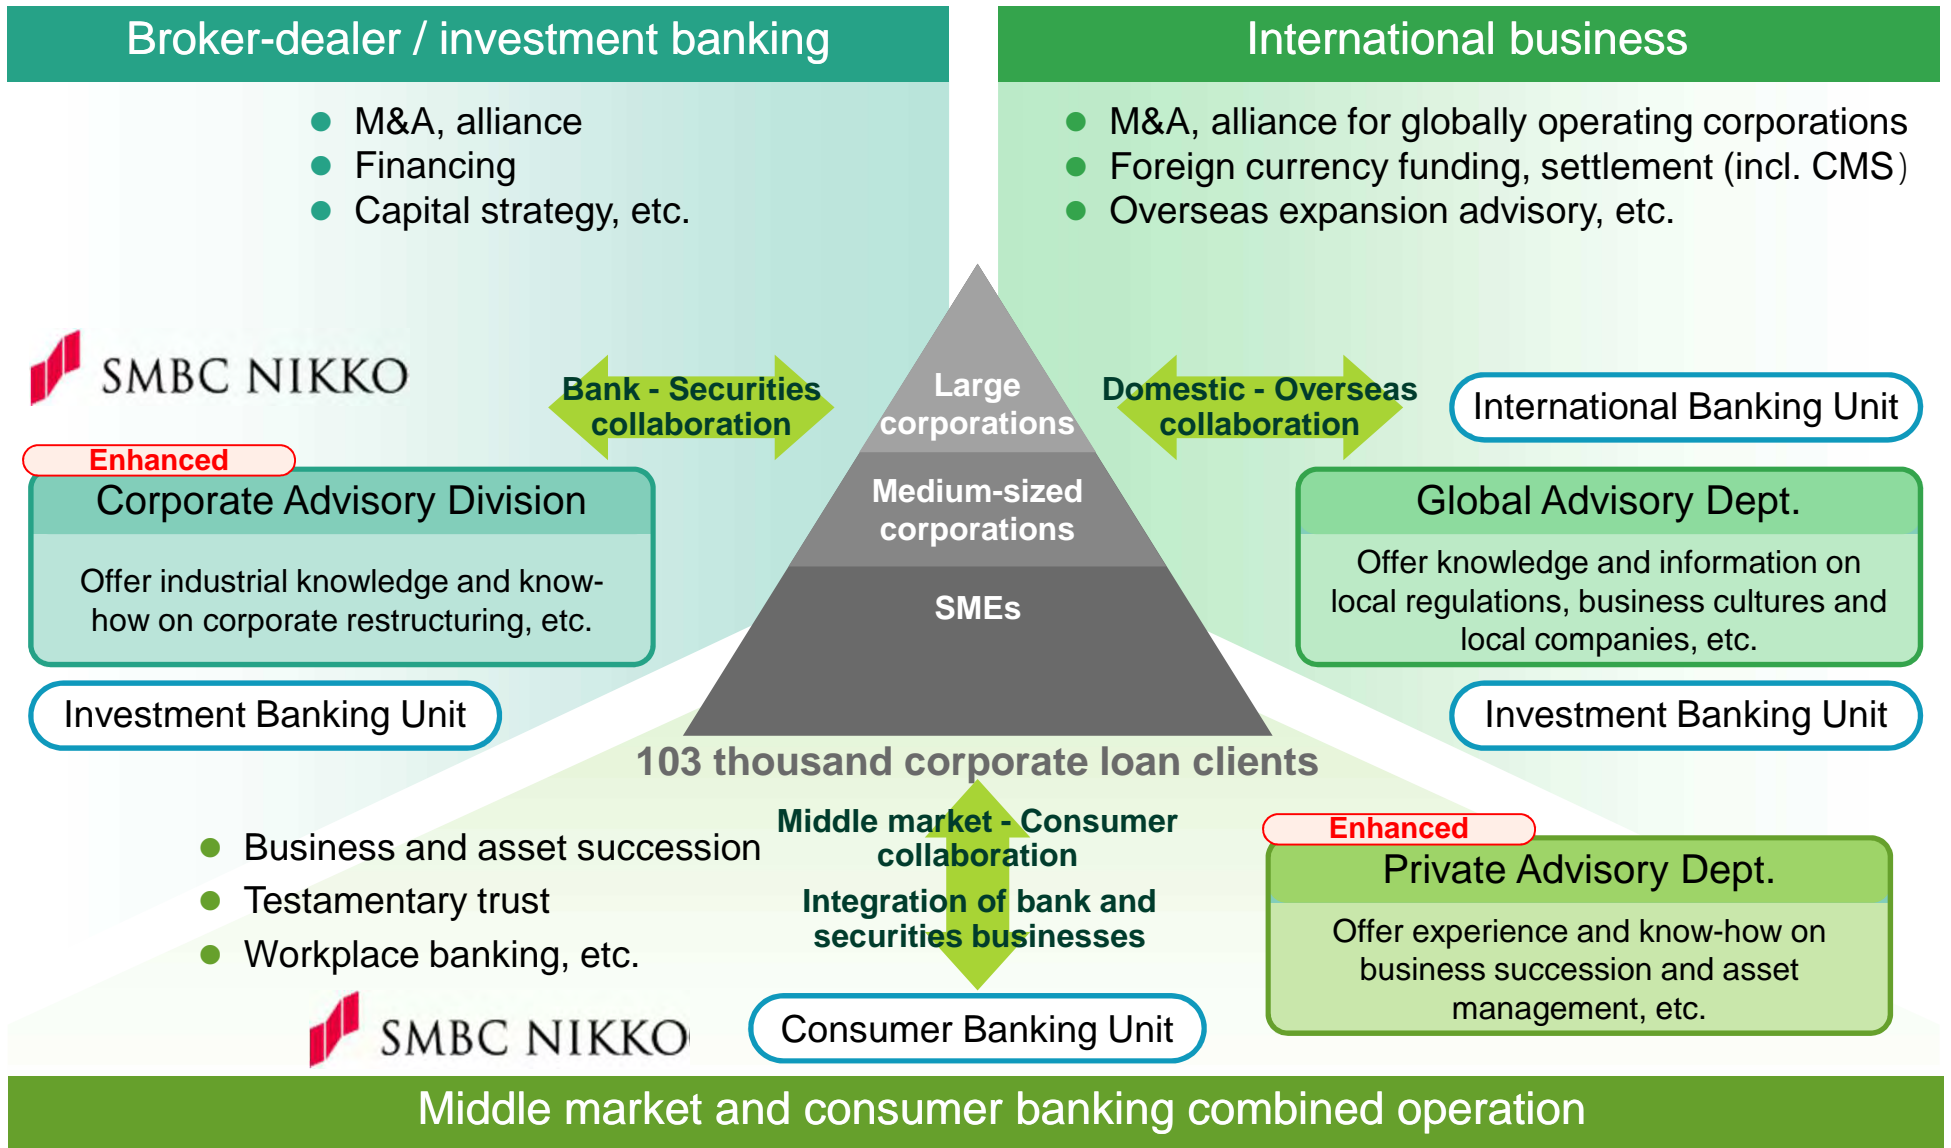 Broker-dealer / investment banking
M&A, alliance
Financing
Capital strategy, etc.
International business
M&A, alliance for globally operating corporations
Foreign currency funding, settlement (incl. CMS)
Overseas expansion advisory, etc.
SMBC NIKKO
Bank - Securities
collaboration
Large
corporations
Medium-sized
corporations
SMEs
Domestic - Overseas
collaboration
International Banking Unit
Enhanced
Corporate Advisory Division
Offer industrial knowledge and know-
how on corporate restructuring, etc.
Investment Banking Unit
Global Advisory Dept.
Offer knowledge and information on
local regulations, business cultures and
local companies, etc.
Investment Banking Unit
103 thousand corporate loan clients
Business and asset succession
Testamentary trust
Workplace banking, etc.
SMBC NIKKO
Middle market - Consumer
collaboration
Integration of bank and
securities businesses
Consumer Banking Unit
Enhanced
Private Advisory Dept.
Offer experience and know-how on
business succession and asset
management, etc.
Middle market and consumer banking combined operation